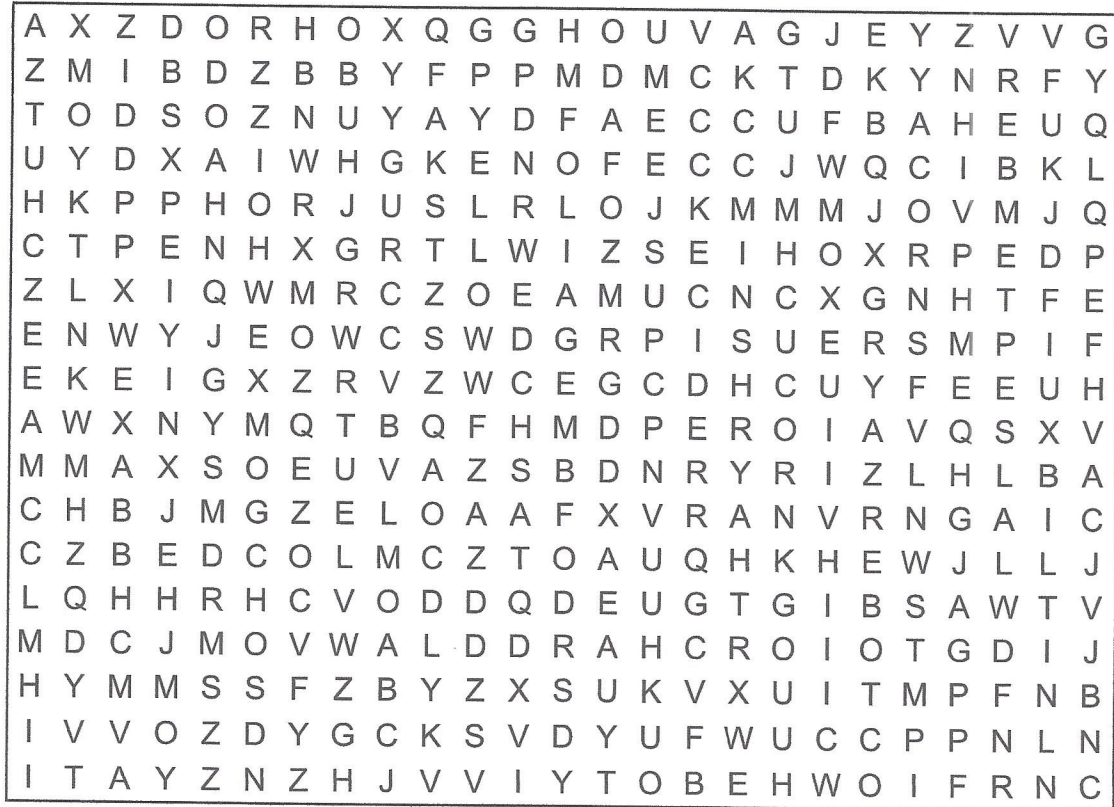 A X Z D O R H O X Q G G H O U V A G J E Y Z V V G
Z M I B D Z B B Y F P P M D M C K T D K Y N R F Y
T O D S O Z N U Y A Y D F A E C C U F B A H E U Q
U Y D X A I W H G K E N O F E C C J W Q C I B K L
H K P P H O R J U S L R L O J K M M M J O V M J Q
C T P E N H X G R T L W I Z S E I H O X R P E D P
Z L X I Q W M R C Z O E A M U C N C X G N H T F E
E N W Y J E O W C S W D G R P I S U E R S M P I F
E K E I G X Z R V Z W C E G C D H C U Y F E E U H
A W X N Y M Q T B Q F H M D P E R O I A V Q S X V
M M A X S O E U V A Z S B D N R Y R I Z L H L B A
C H B J M G Z E L O A A F X V R A N V R N G A I C
C Z B E D C O L M C Z T O A U Q H K H E W J L L J
L Q H H R H C V O D D Q D E U G T G I B S A W T V
M D C J M O V W A L D D R A H C R O I O T G D I J
H Y M M S S F Z B Y Z X S U K V X U I T M P F N B
I V V O Z D Y G C K S V D Y U F W U C C P P N L N
I T A Y Z N Z H J V V I Y T O B E H W O I F R N C